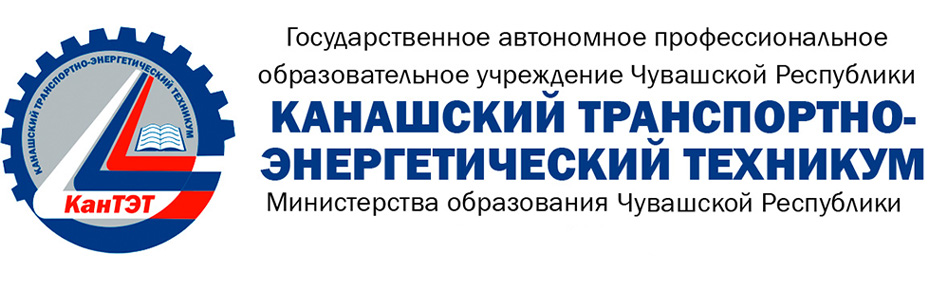 КАНАШСКИЙ ТРАНСПОРТНО-ЭНЕРГЕТИЧЕСКИЙ ТЕХНИКУМ
КанТЭТ
Государственное автономное профессиональное
образовательное учреждение Чувашской Республики
КАНАШСКИЙ ТРАНСПОРТНО-
ЭНЕРГЕТИЧЕСКИЙ ТЕХНИКУМ
Министерства образования Чувашской Республики